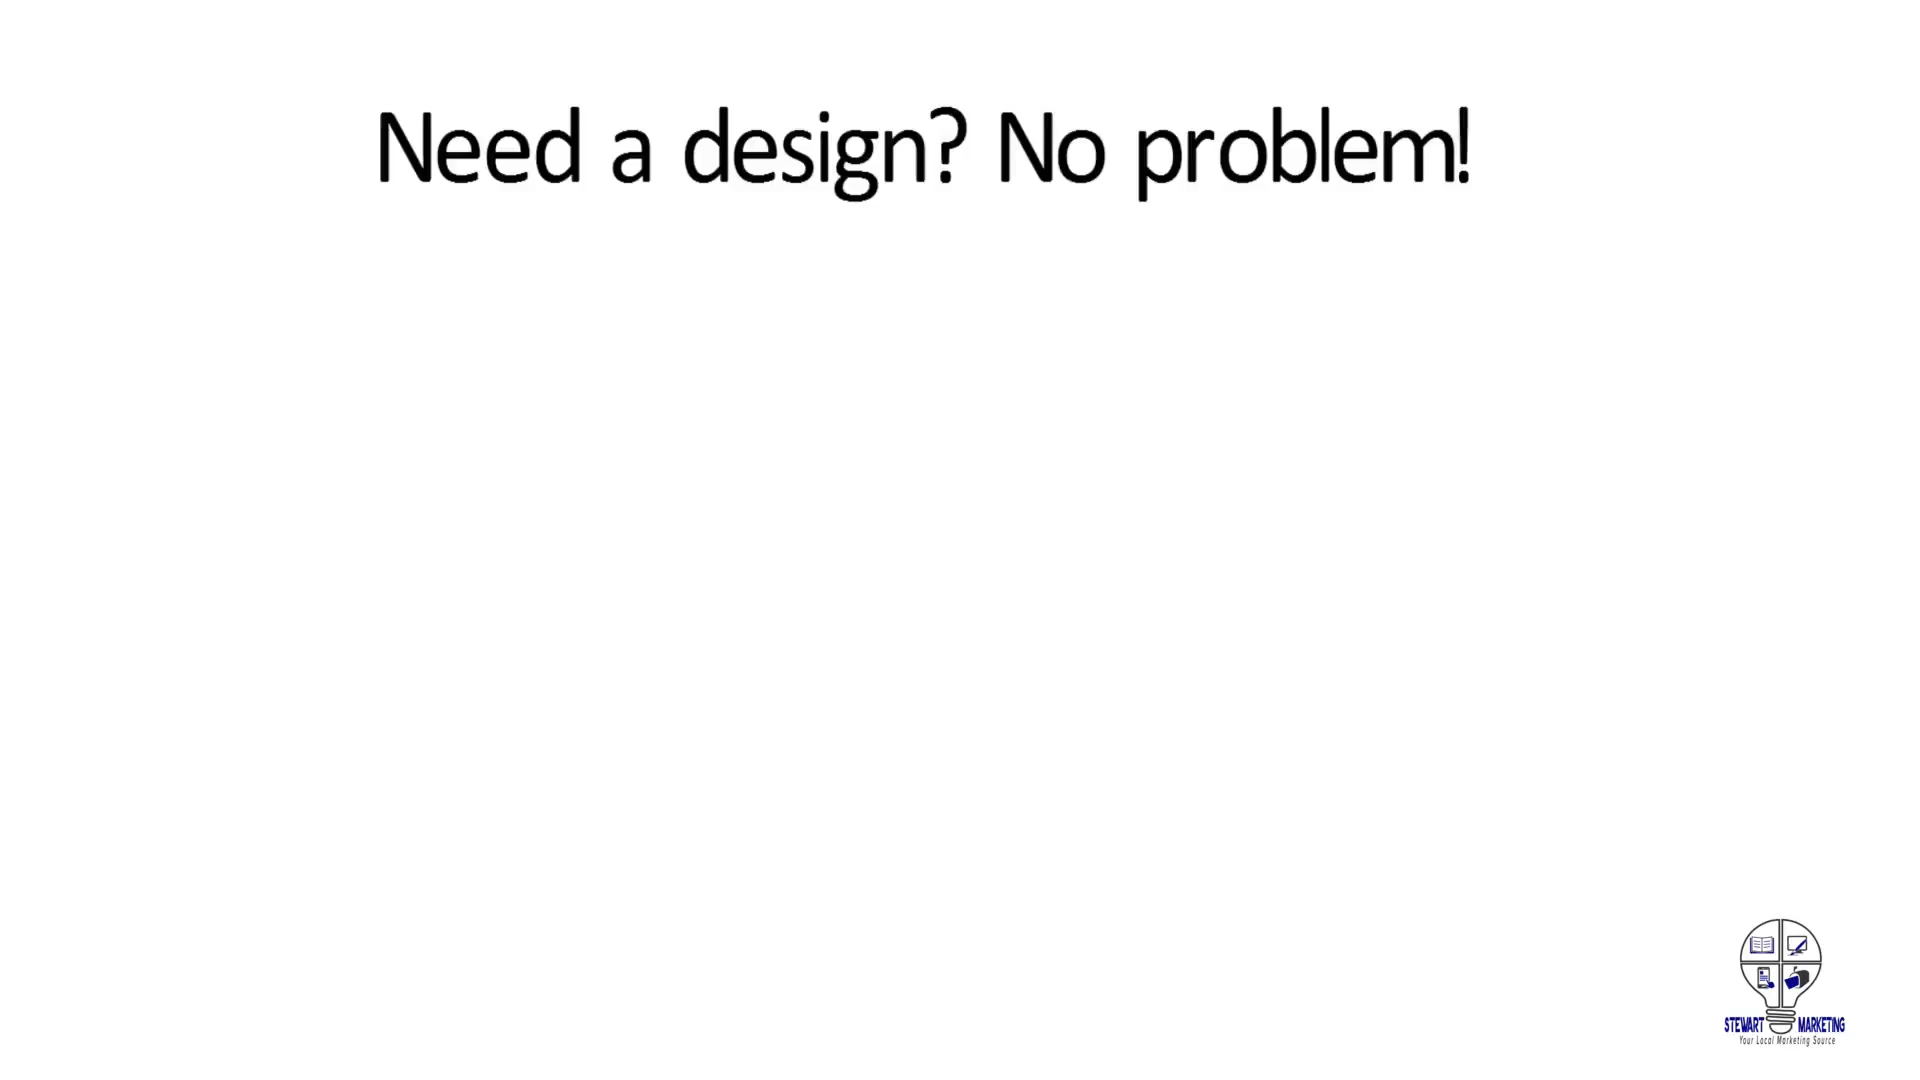 Need a design? No problem!
STEWART MARKETING
Your Local Marketing Source